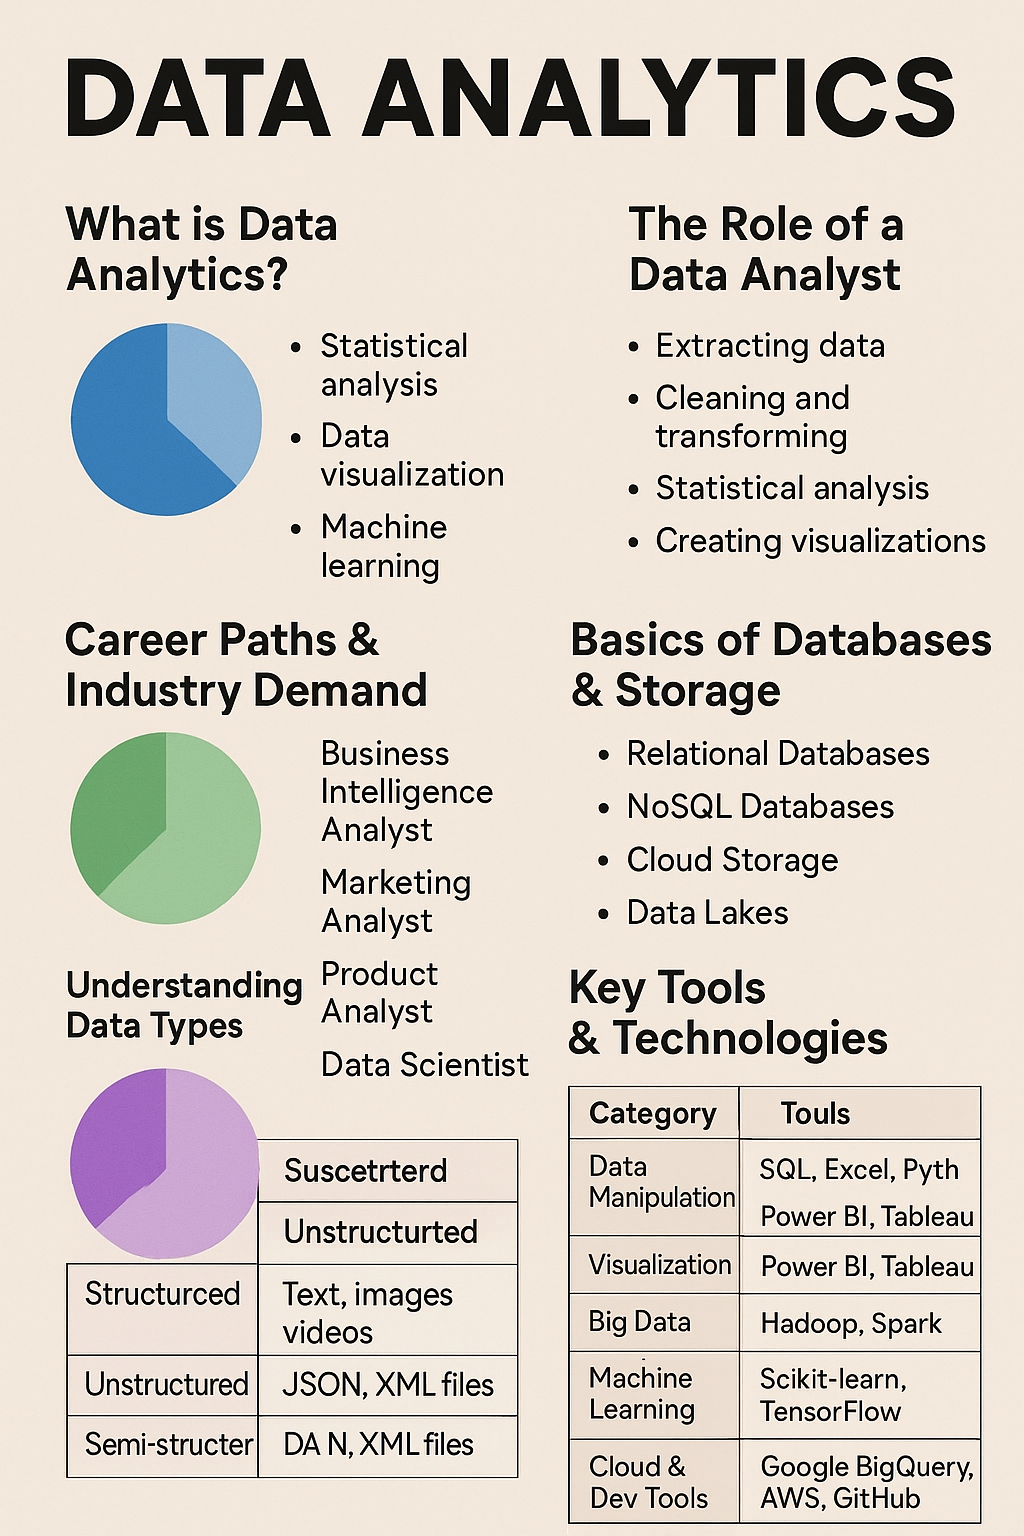 DATA ANALYTICS
What is Data
Analytics?
• Statistical
analysis
• Data
visualization
• Machine
learning
The Role of a
Data Analyst
• Extracting data
• Cleaning and
transforming
• Statistical analysis
• Creating visualizations
Career Paths &
Industry Demand
Business
Intelligence
Analyst
Marketing
Analyst
Product
Analyst
Data Scientist
Basics of Databases
& Storage
• Relational Databases
• NoSQL Databases
• Cloud Storage
• Data Lakes
Understanding
Data Types
Suscetrterd
Unstructurted
Structurced
Text, images
videos
Unstructured
JSON, XML files
Semi-structer
DA N, XML files
Key Tools
& Technologies
Category
Touls
Data
Manipulation
SQL, Excel, Pyth
Power BI, Tableau
Visualization
Power BI, Tableau
Big Data
Hadoop, Spark
Machine
Learning
Scikit-learn,
TensorFlow
Cloud &
Dev Tools
Google BigQuery,
AWS, GitHub